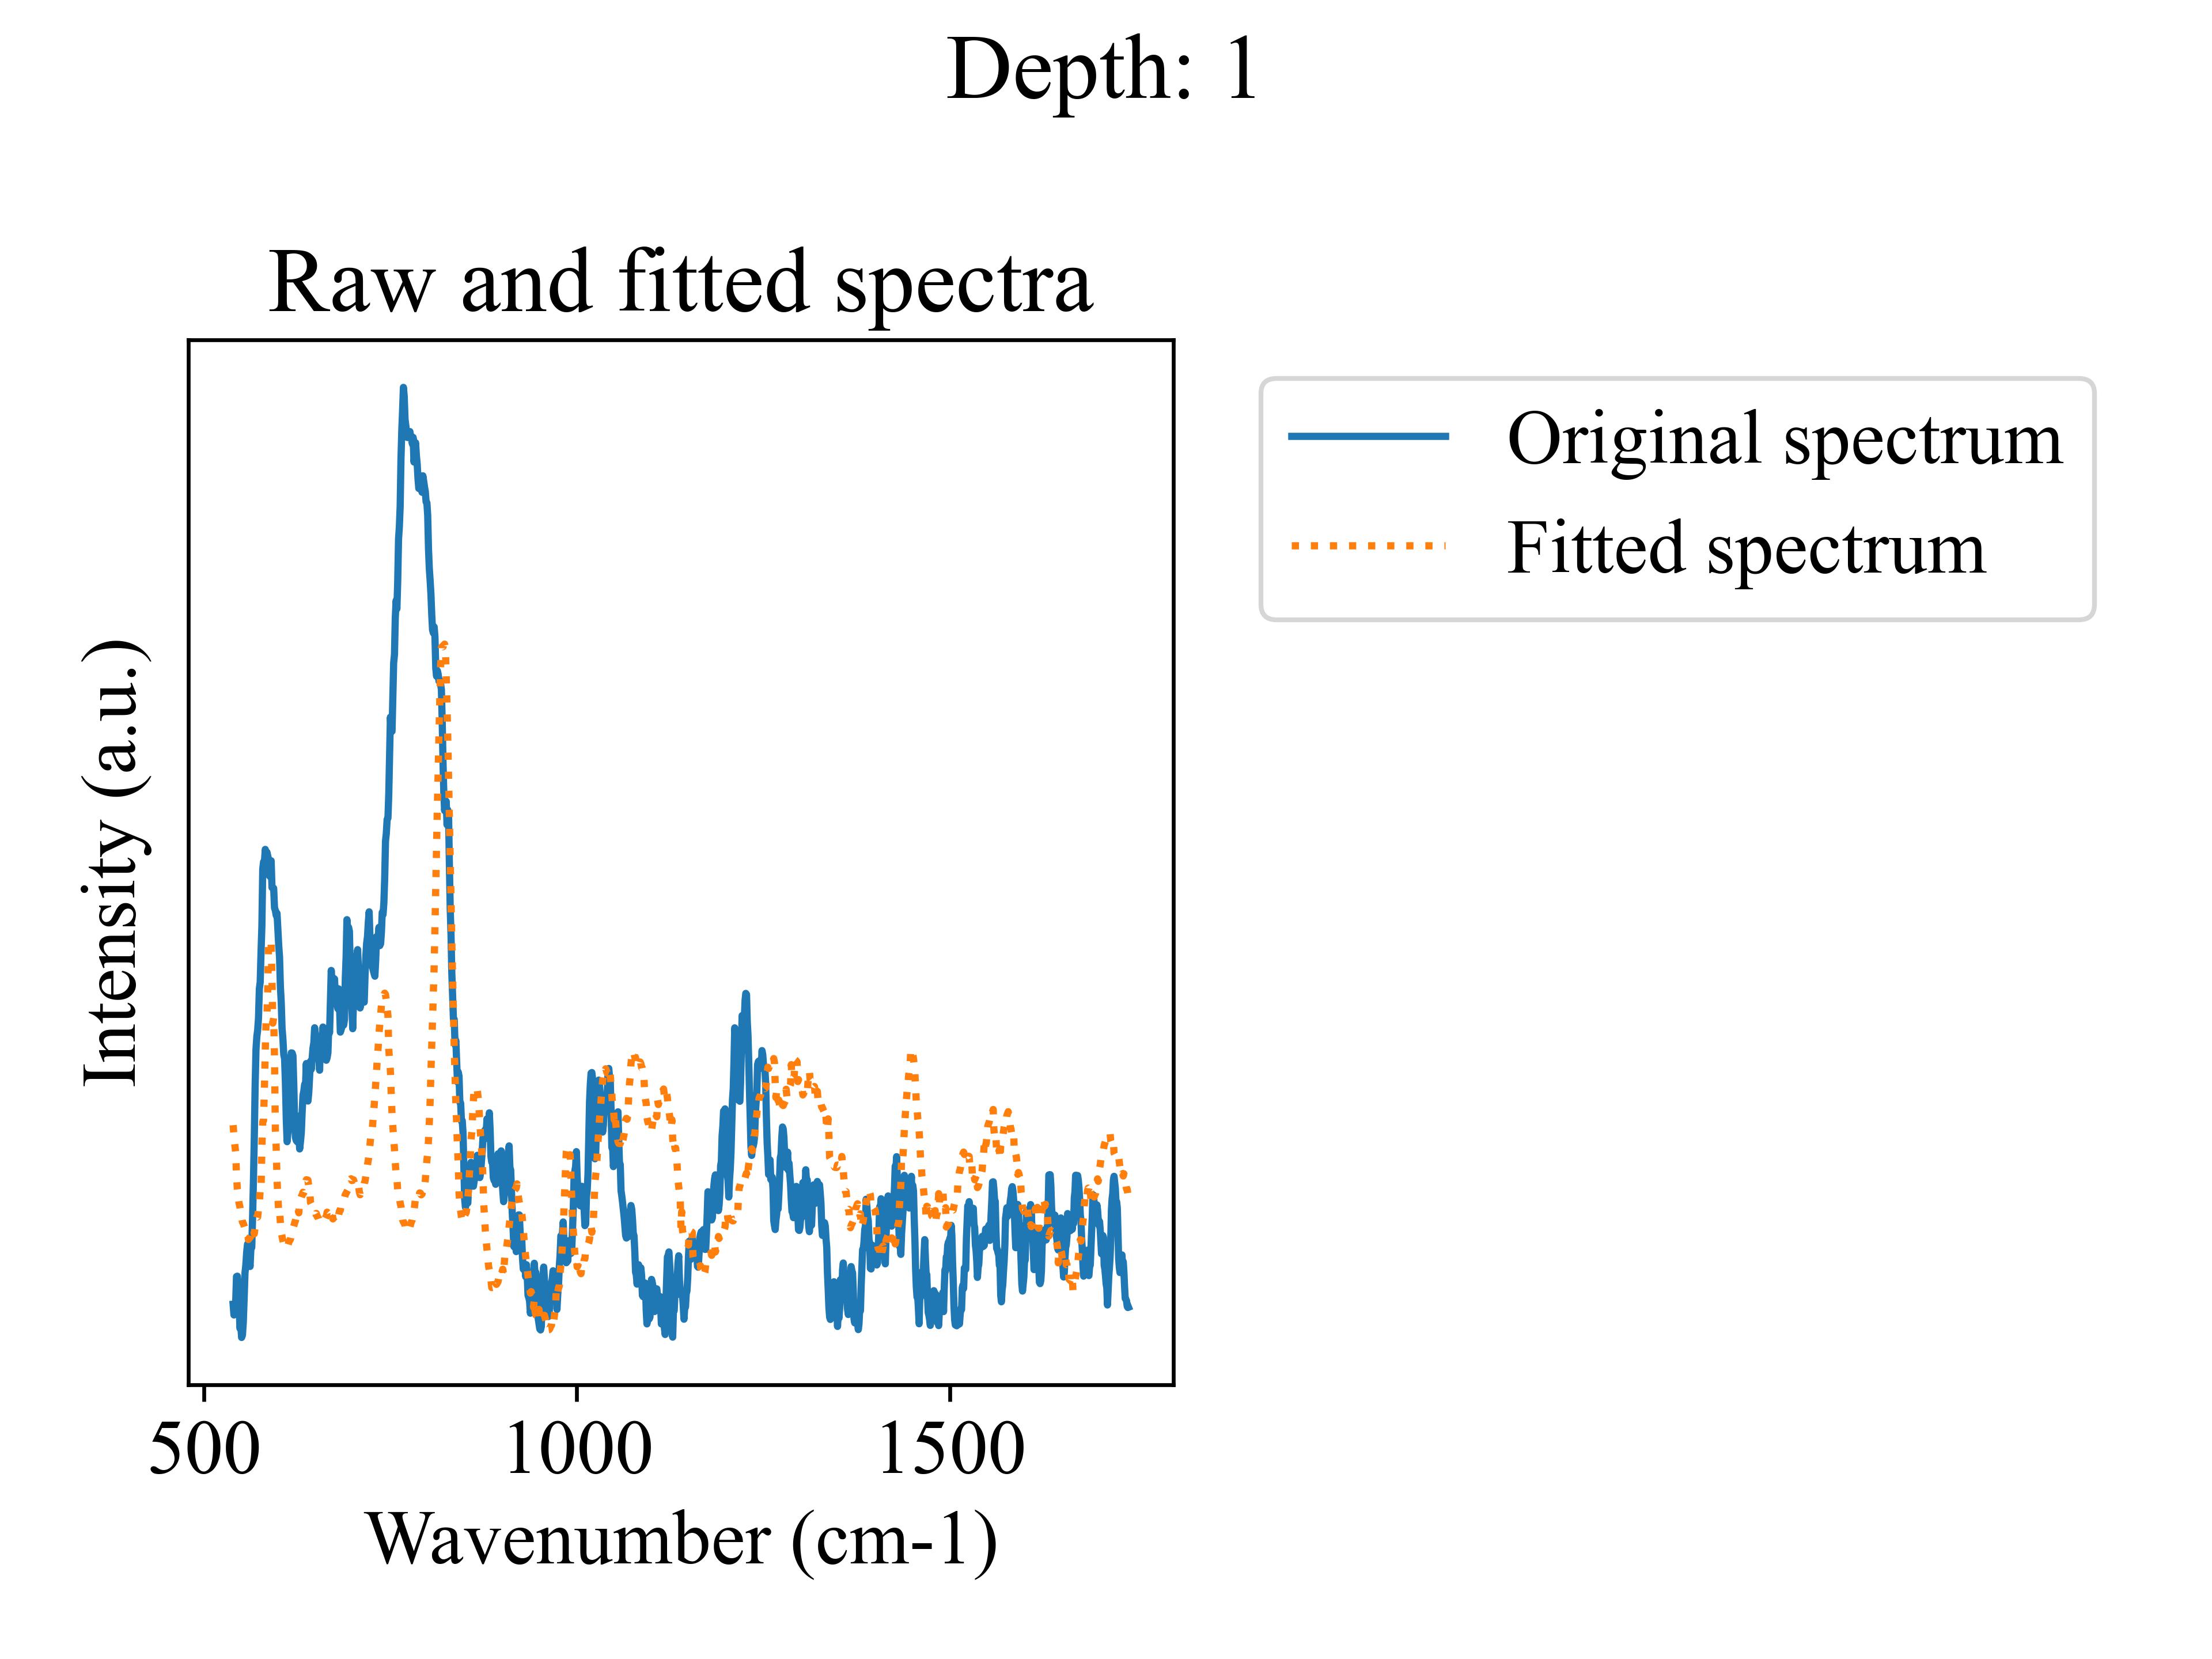 Depth: 1
Raw and fitted spectra
Original spectrum
Fitted spectrum
Intensity (a.u.)
500 1000 1500
Wavenumber (cm-1)